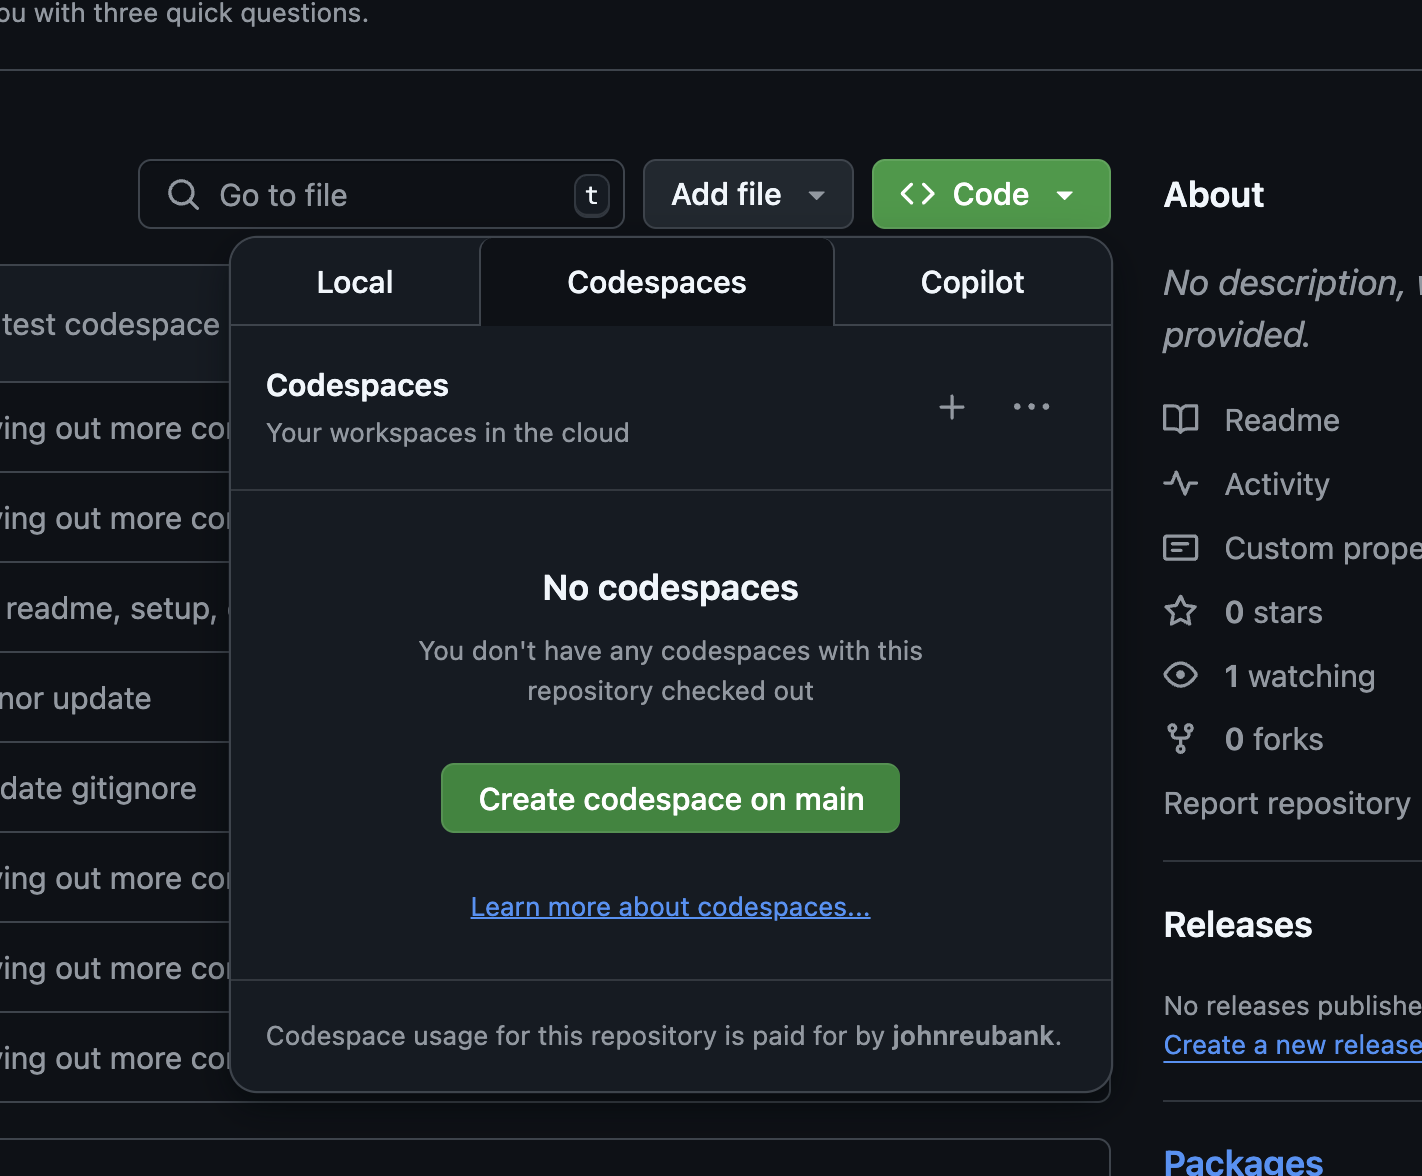 ou with three quick questions.
Go to file
t
Add file
Code
About
Local
Codespaces
Copilot
No description,
provided.
test codespace
Codespaces
Your workspaces in the cloud
Readme
ying out more co
Activity
ying out more co
Custom prope
No codespaces
readme, setup,
0 stars
You don't have any codespaces with this
repository checked out
1 watching
nor update
0 forks
date gitignore
Create codespace on main
Report repository
ying out more co
Learn more about codespaces...
Releases
ying out more co
No releases publishe
Codespace usage for this repository is paid for by johnreubank.
Create a new release
ying out more co
Packages